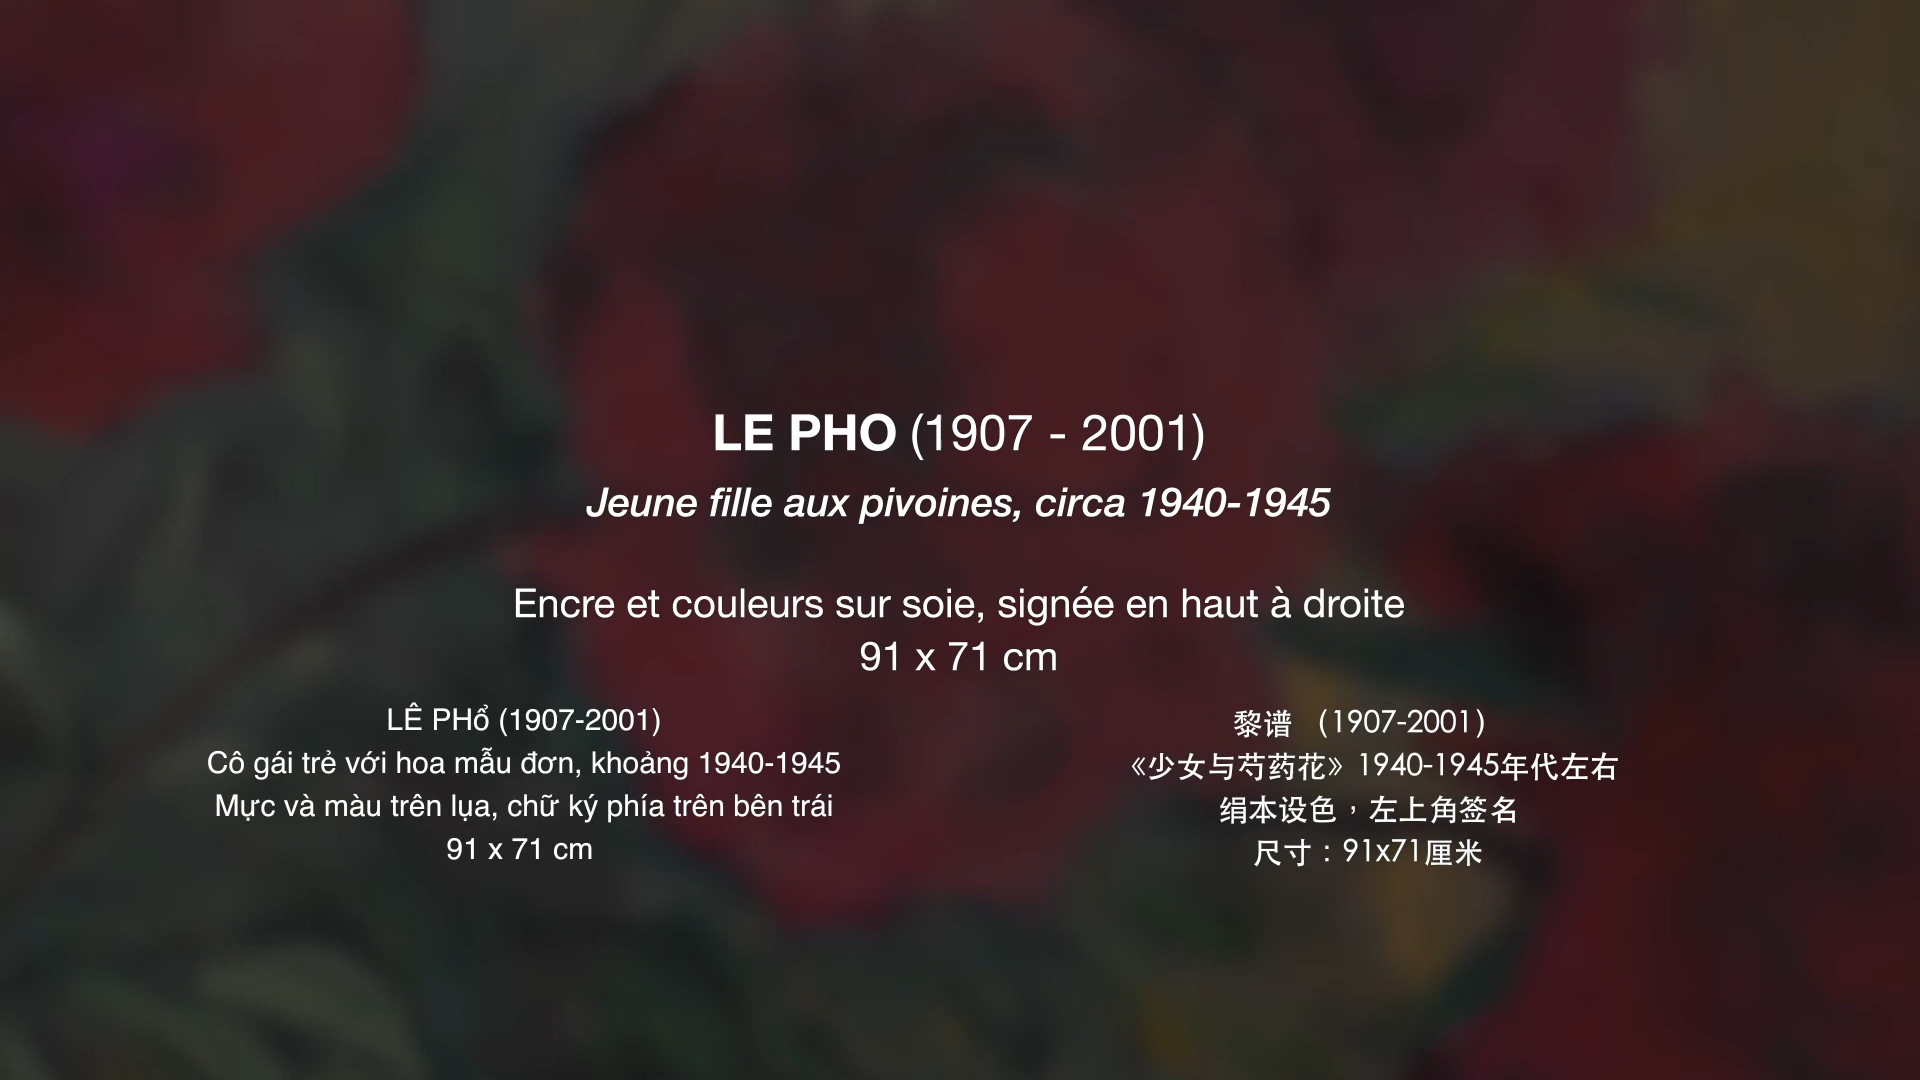 LE PHO (1907 - 2001)
Jeune fille aux pivoines, circa 1940-1945
Encre et couleurs sur soie, signée en haut à droite
91 x 71 cm
LÊ PHổ (1907-2001)
Cô gái trẻ với hoa mẫu đơn, khoảng 1940-1945
Mực và màu trên lụa, chữ ký phía trên bên trái
91 x 71 cm
黎谱 (1907-2001)
《少女与芍药花》1940-1945年代左右
绢本设色，左上角签名
尺寸：91x71厘米